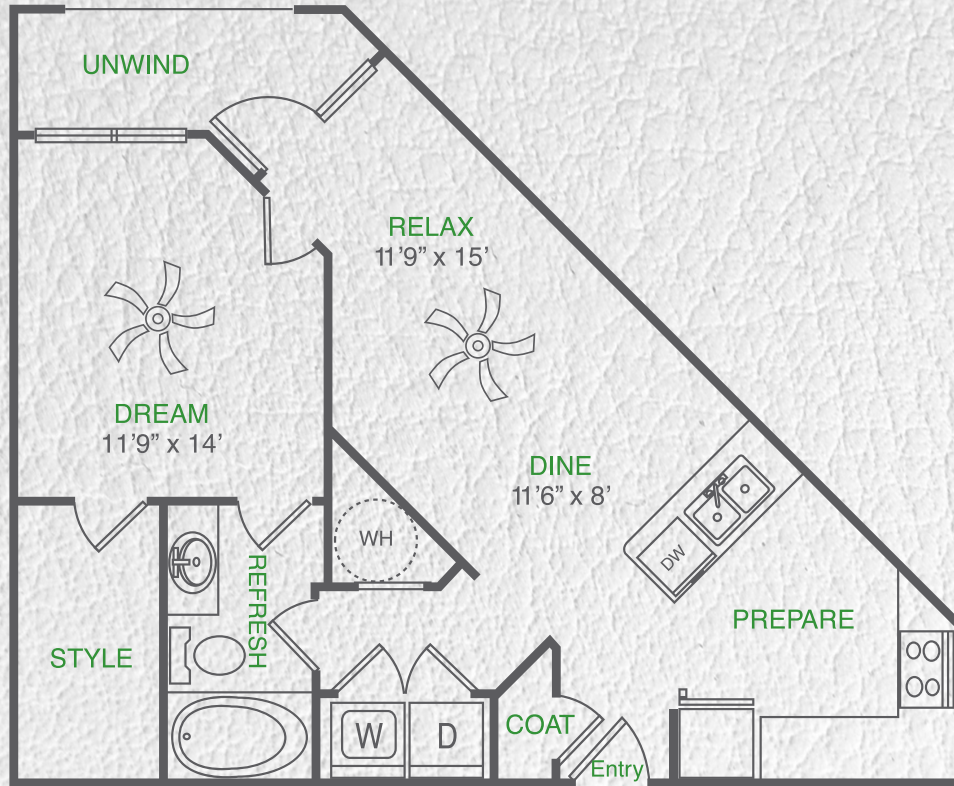 UNWIND
RELAX
11’9” x 15’
DREAM
11’9” x 14’
DINE
11’6” x 8’
WH
DW
REFRESH
PREPARE
STYLE
COAT
W
D
Entry